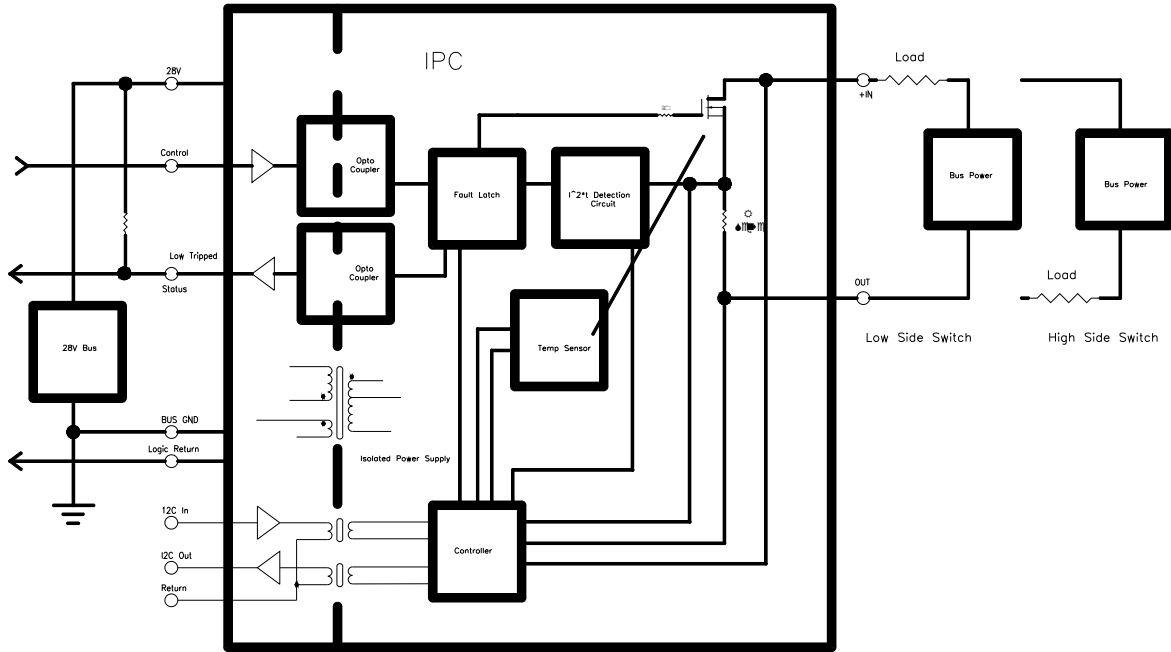 IPC
Load
28V
+IN
Control
Opto
Coupler
Fault Latch
I^2*t Detection
Circuit
Bus Power
Bus Power
Low Tripped
Status
Opto
Coupler
OUT
Load
28V Bus
Temp Sensor
Low Side Switch
High Side Switch
BUS GND
Logic Return
Isolated Power Supply
I2C In
I2C Out
Return
Controller